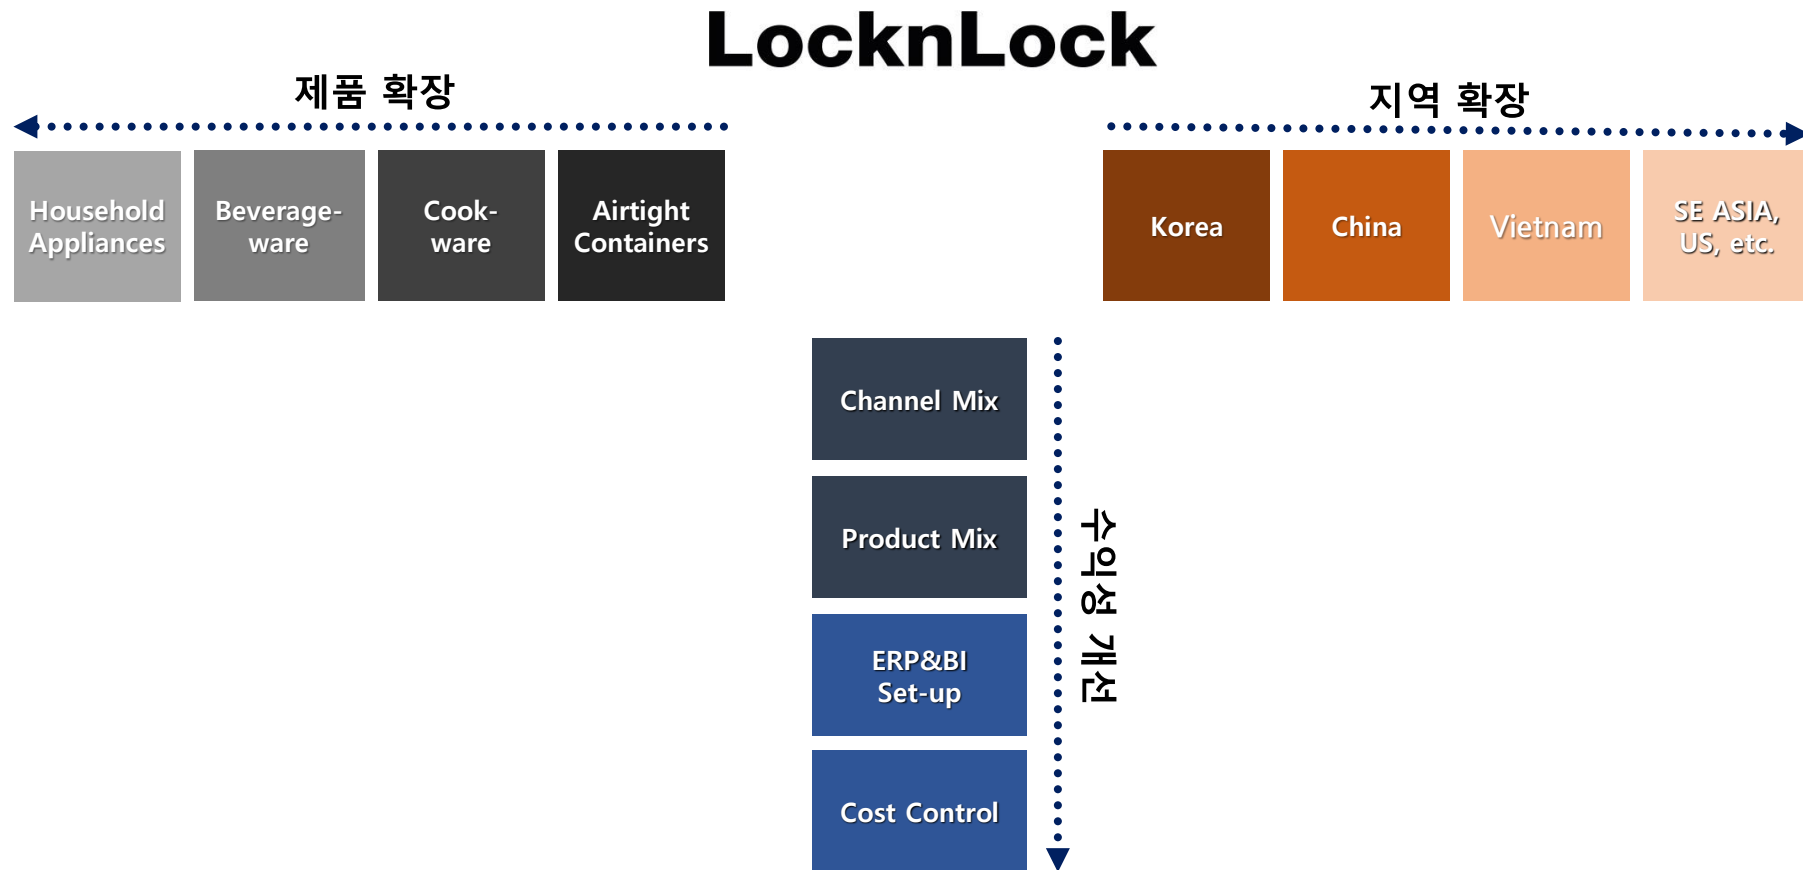 LocknLock
제품 확장
지역 확장
Household
Appliances
Beverage-
ware
Cook-
ware
Airtight
Containers
Korea
China
Vietnam
SE ASIA,
US, etc.
Channel Mix
Product Mix
ERP&BI
Set-up
Cost Control
수익성 개선